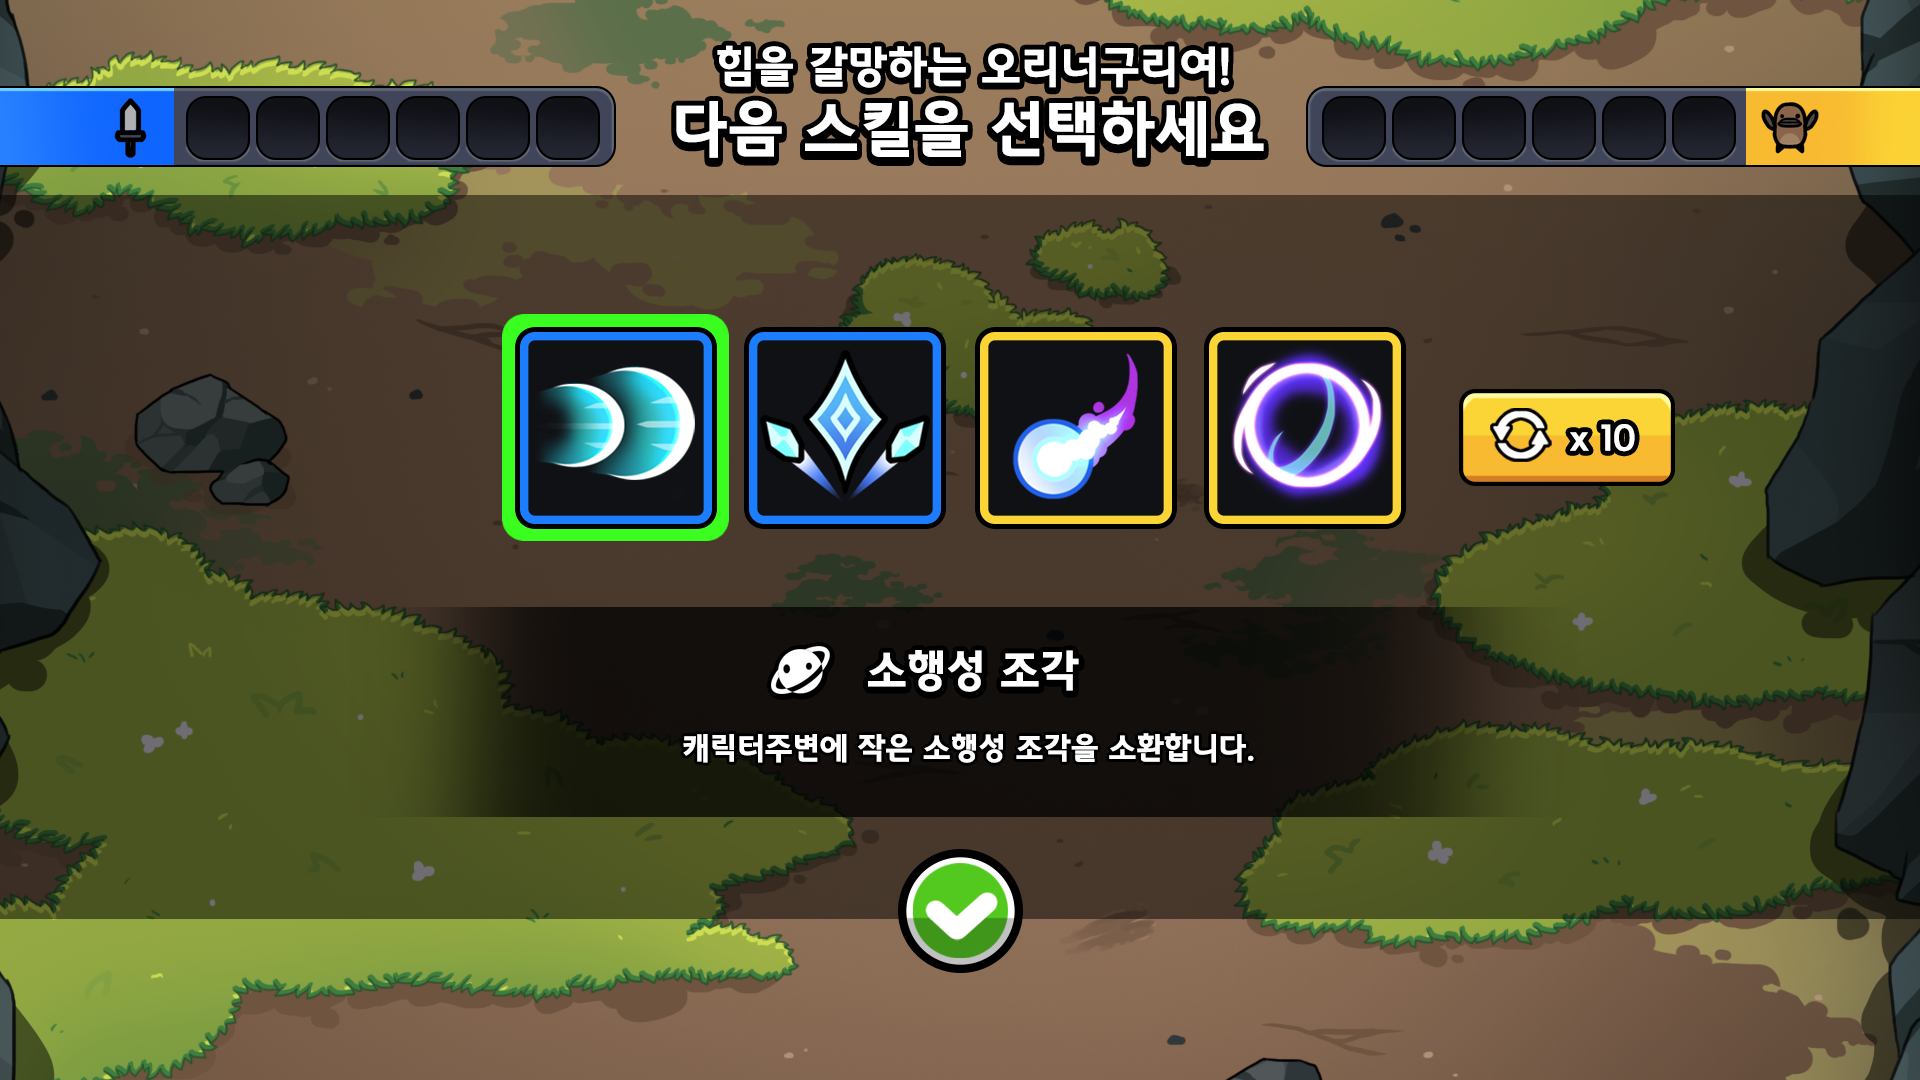 힘을 갈망하는 오리너구리여!
다음 스킬을 선택하세요
x 10
소행성 조각
캐릭터주변에 작은 소행성 조각을 소환합니다.